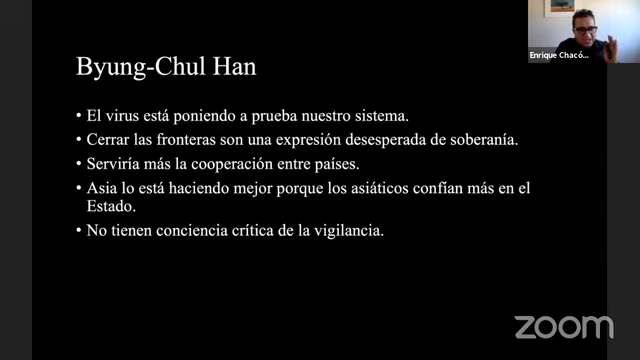 Enrique Chacó...
Byung-Chul Han
• El virus está poniendo a prueba nuestro sistema.
• Cerrar las fronteras son una expresión desesperada de soberanía.
• Serviría más la cooperación entre países.
• Asia lo está haciendo mejor porque los asiáticos confían más en el
Estado.
• No tienen conciencia crítica de la vigilancia.
zoom